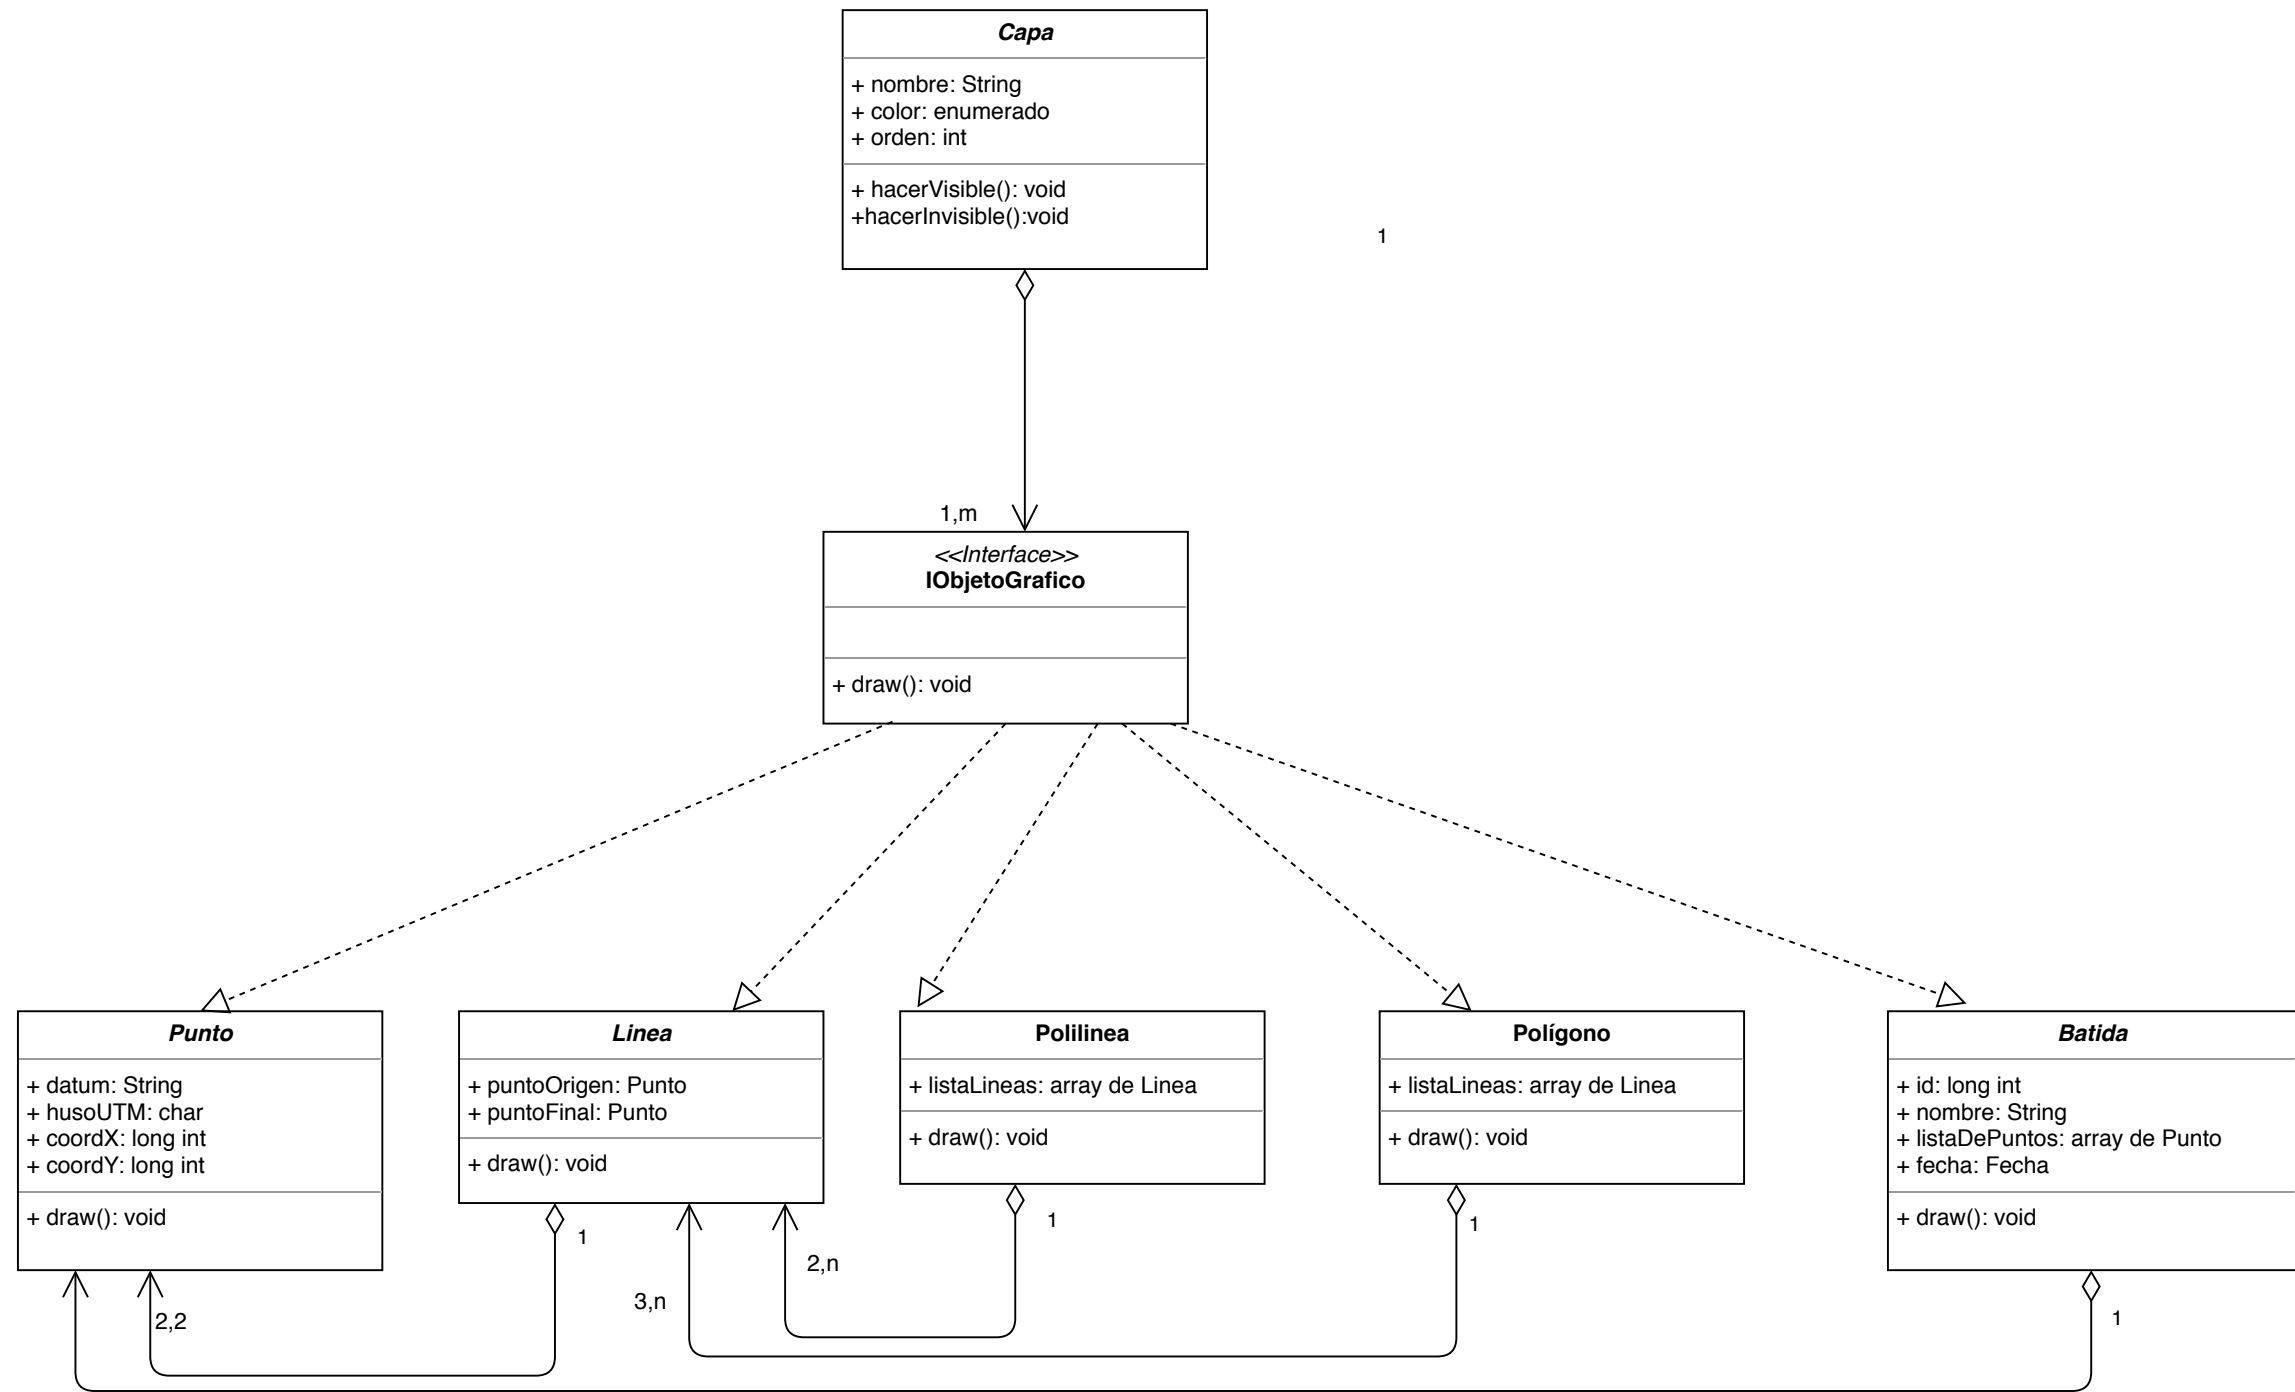 Capa
+ nombre: String
+ color: enumerado
+ orden: int
+ hacerVisible(): void
+hacerInvisible():void
1
1,m
<<Interface>>
IObjetoGrafico
+ draw(): void
Punto
+ datum: String
+ husoUTM: char
+ coordX: long int
+ coordY: long int
+ draw(): void
2,2
Linea
+ puntoOrigen: Punto
+ puntoFinal: Punto
+ draw(): void
1
3,n
2,n
Polilinea
+ listaLineas: array de Linea
+ draw(): void
1
Polígono
+ listaLineas: array de Linea
+ draw(): void
1
Batida
+ id: long int
+ nombre: String
+ listaDePuntos: array de Punto
+ fecha: Fecha
+ draw(): void
1